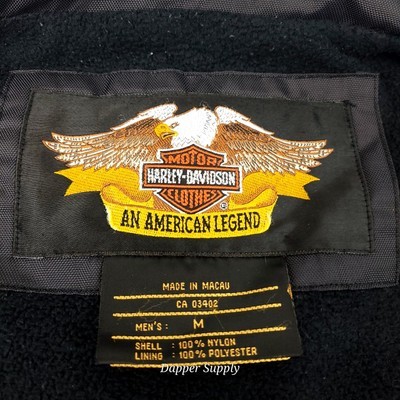 MOTOR
HARLEY-DAVIDSON
CLOTHES
®
AN AMERICAN LEGEND
MADE IN MACAU
CA 03402
MEN'S : M
SHELL : 100% NYLON
LINING : 100% POLYESTER
Dapper Supply